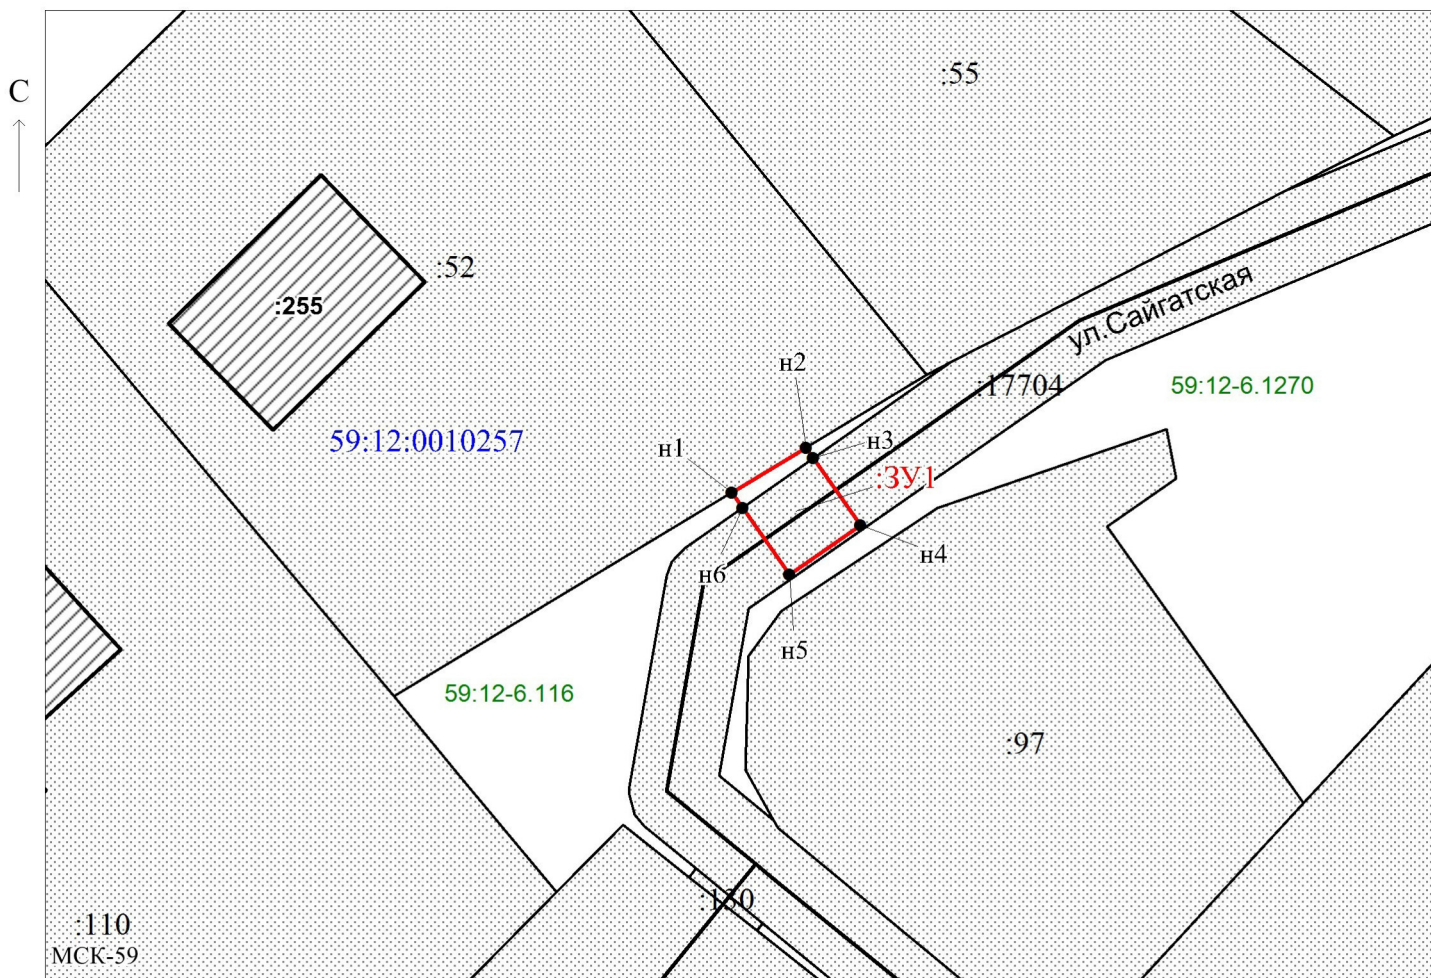 :55
С
:52
:255
ул.Сайгатская
н2
:17704
59:12-6.1270
59:12:0010257
н1
н3
:ЗУ1
н4
н6
н5
59:12-6.116
:97
:130
:110
МСК-59